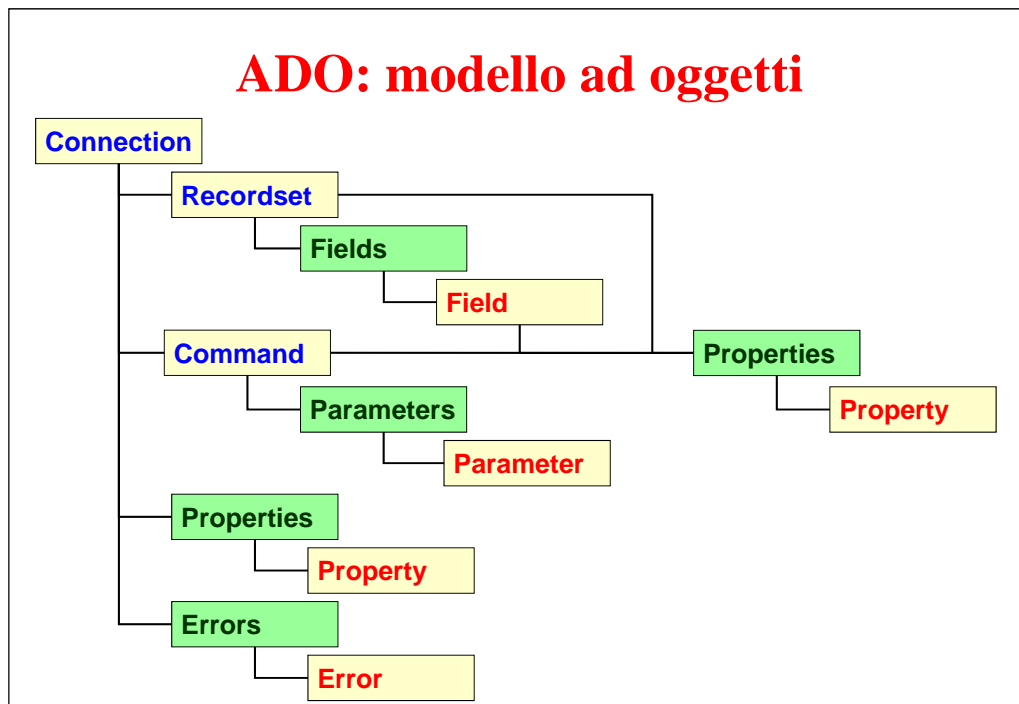 ADO: modello ad oggetti
Connection
Recordset
Fields
Field
Command
Properties
Parameters
Property
Parameter
Properties
Property
Errors
Error